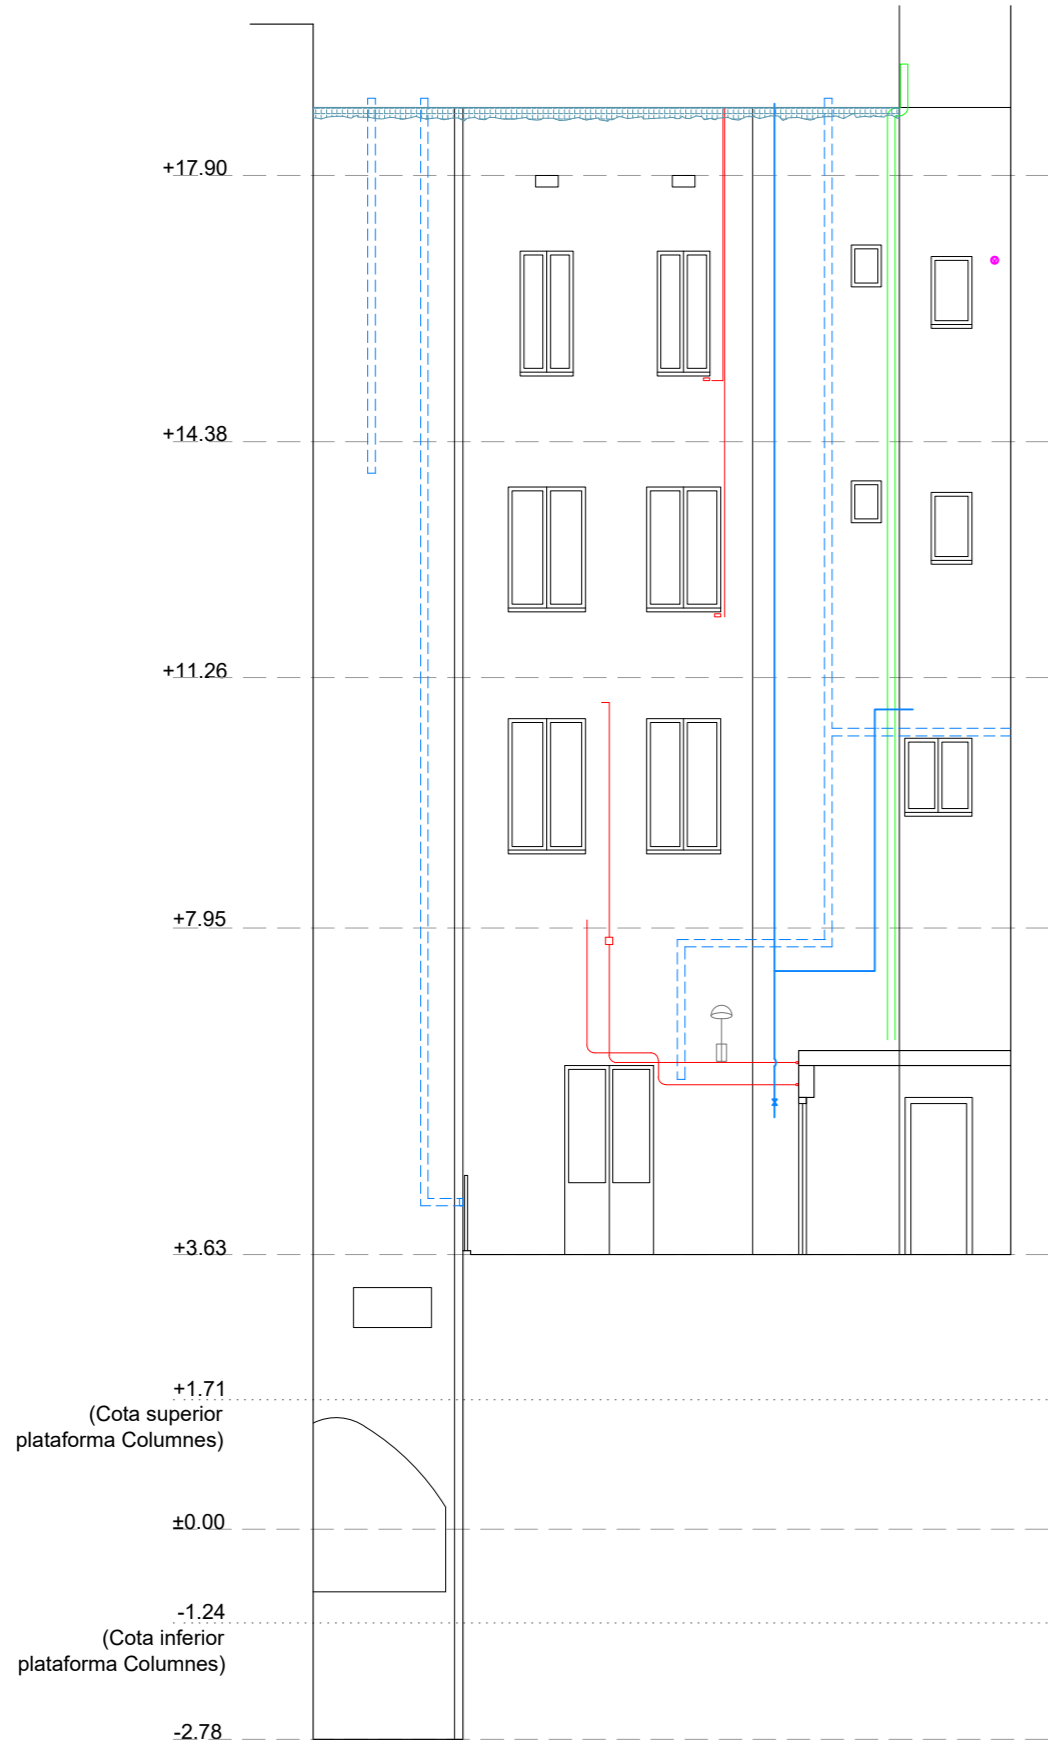 +17.90
+14.38
+11.26
+7.95
+3.63
+1.71
(Cota superior
plataforma Columnes)
±0.00
-1.24
(Cota inferior
plataforma Columnes)
-2.78